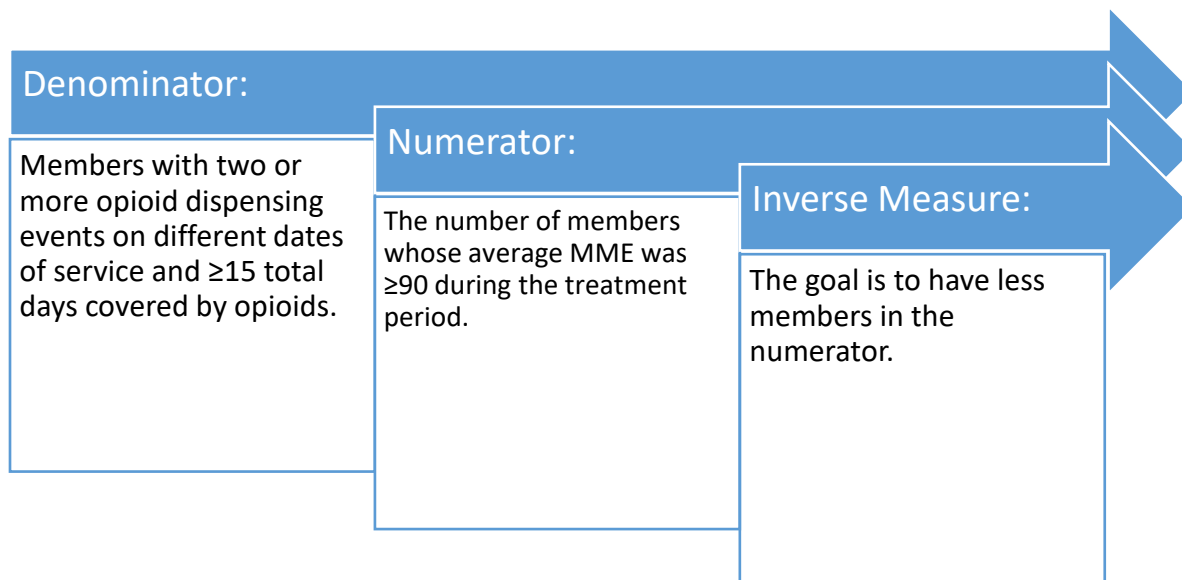 Denominator:
Members with two or
more opioid dispensing
events on different dates
of service and ≥15 total
days covered by opioids.
Numerator:
The number of members
whose average MME was
≥90 during the treatment
period.
Inverse Measure:
The goal is to have less
members in the
numerator.